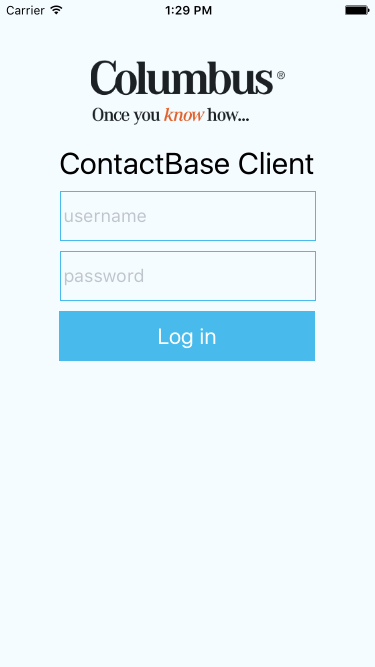 Carrier 1:29 PM
Columbus®
Once you know how...
ContactBase Client
username
password
Log in